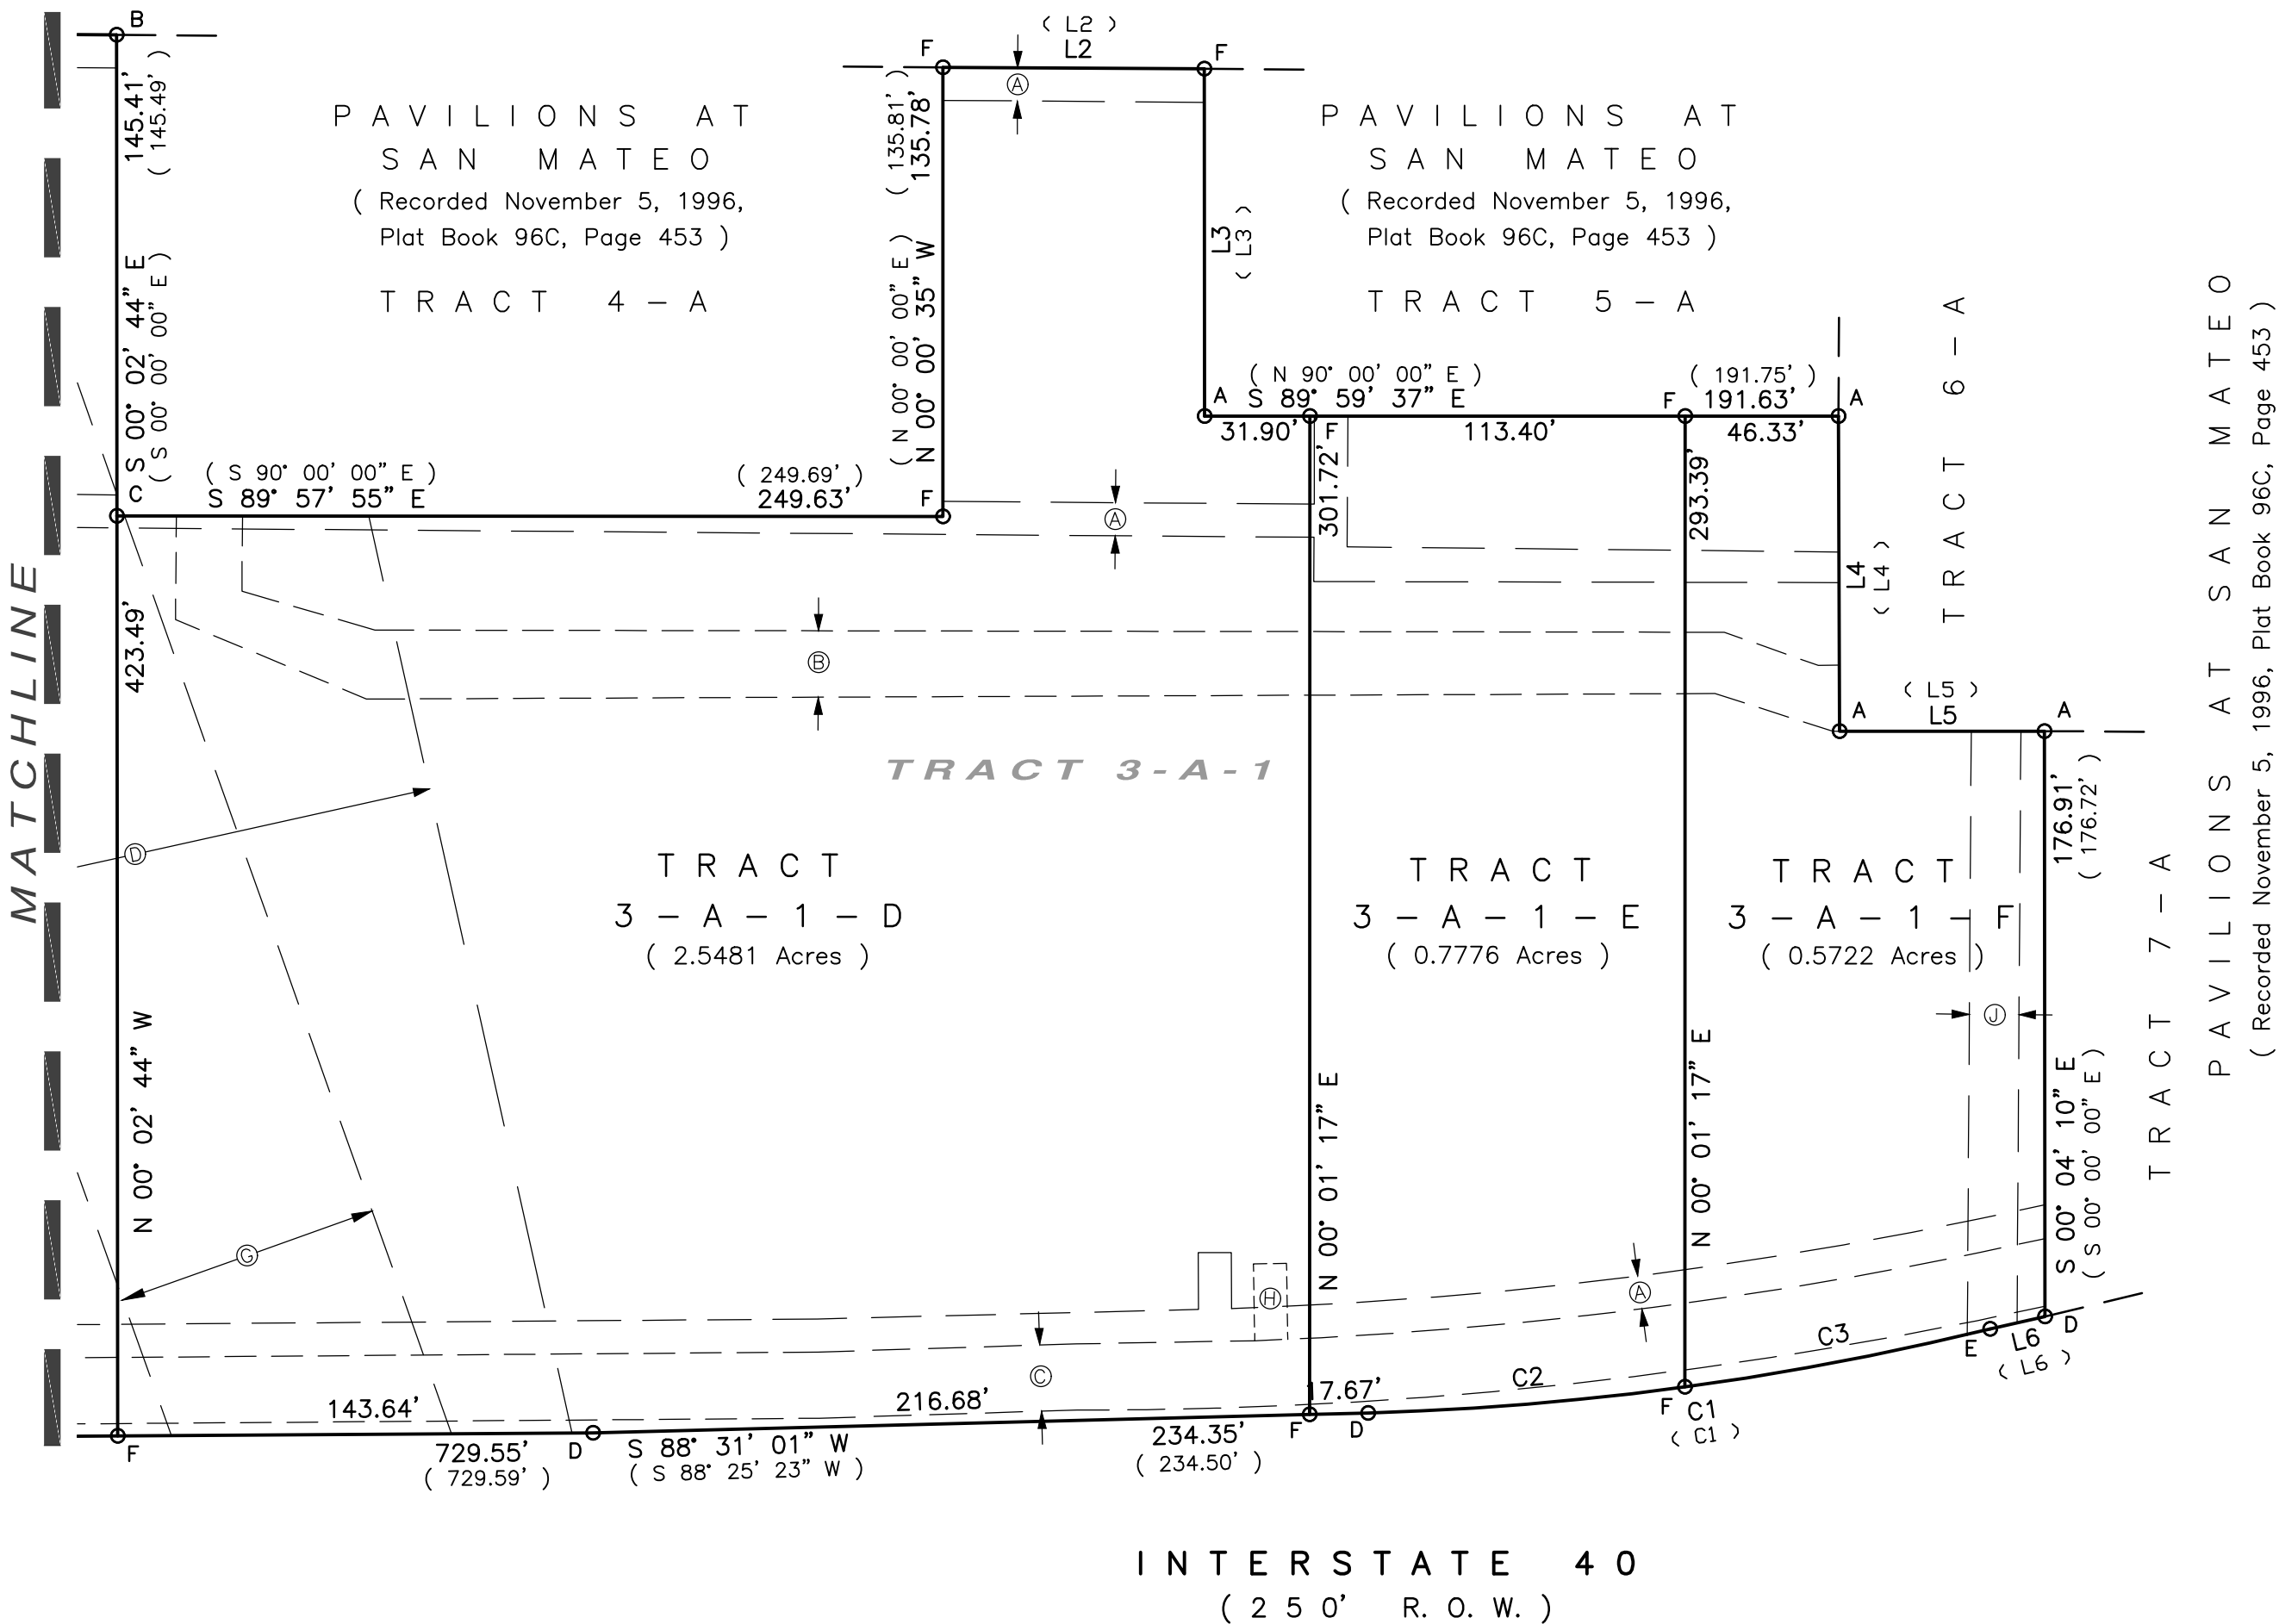 B
145.41'
( 145.49' )
S 00° 02' 44" E
( S 00° 00' 00" E )
C
PAVILIONS AT
SAN MATEO
( Recorded November 5, 1996,
Plat Book 96C, Page 453 )
TRACT 4-A
( L2 )
L2
F
F
A
( 135.81' )
135.78'
( N 00° 00' 00" E )
N 00° 00' 35" W
L3
( L3 )
PAVILIONS AT
SAN MATEO
( Recorded November 5, 1996,
Plat Book 96C, Page 453 )
TRACT 5-A
( N 90° 00' 00" E )
A
S 89° 59' 37" E
( 191.75' )
F
191.63'
A
31.90'
F
113.40'
46.33'
TRACT 6-A
PAVILIONS AT SAN MATEO
( Recorded November 5, 1996, Plat Book 96C, Page 453 )
( S 90° 00' 00" E )
S 89° 57' 55" E
( 249.69' )
249.63'
F
A
301.72'
293.39'
L4
( L4 )
MATCHLINE
423.49'
B
A
( L5 )
L5
A
TRACT 3-A-1
D
176.91'
( 176.72' )
TRACT
3-A-1-D
( 2.5481 Acres )
TRACT
3-A-1-E
( 0.7776 Acres )
TRACT
3-A-1-F
( 0.5722 Acres )
TRACT 7-A
J
N 00° 02' 44" W
N 00° 01' 17" E
N 00° 01' 17" E
S 00° 04' 10" E
( S 00° 00' 00" E )
G
H
A
C
C3
E
L6
( L6 )
D
C2
143.64'
216.68'
17.67'
F
D
F
C1
( C1 )
F
729.55'
( 729.59' )
D
S 88° 31' 01" W
( S 88° 25' 23" W )
234.35'
( 234.50' )
INTERSTATE 40
( 250' R. O. W. )